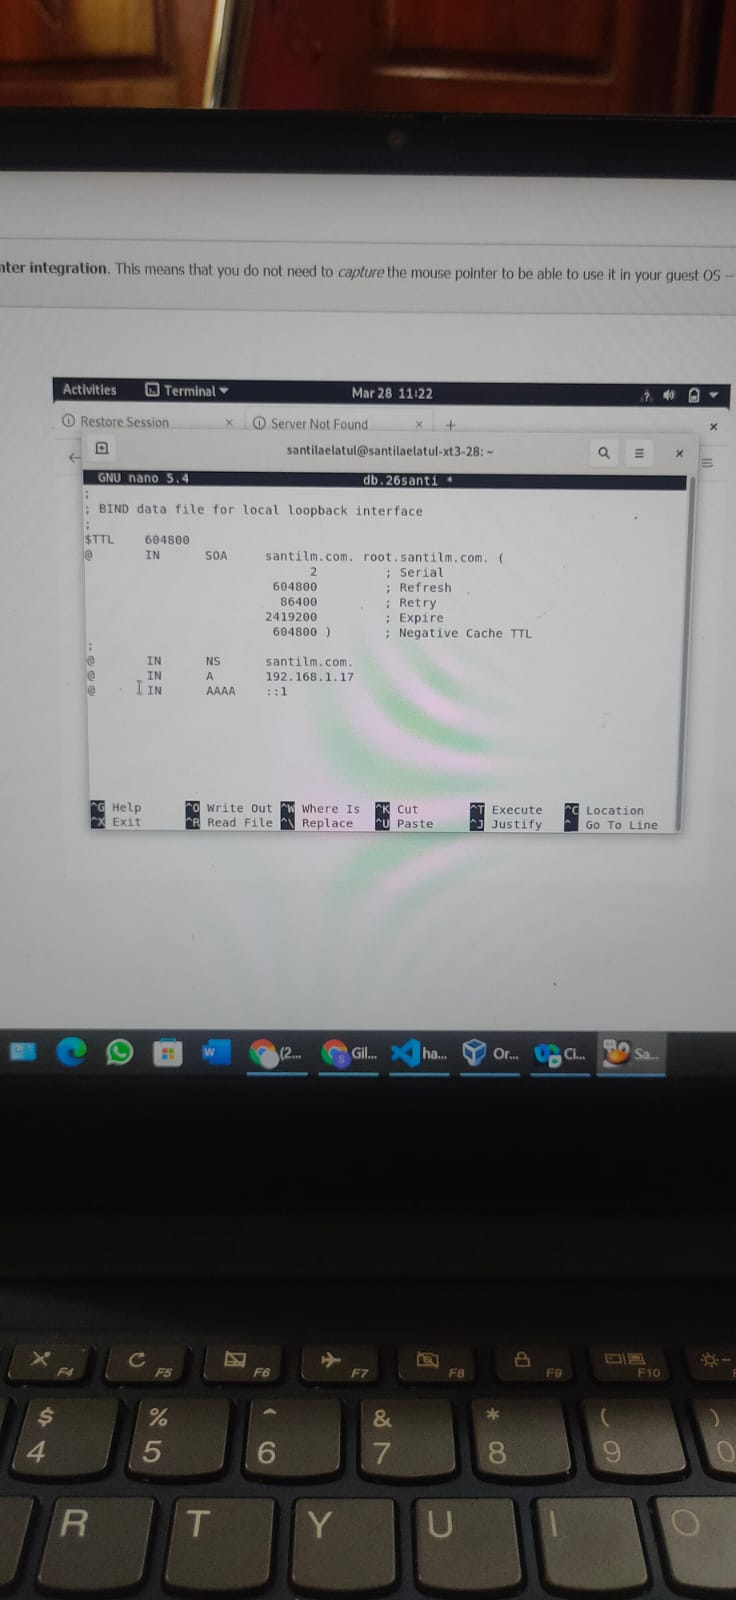 nter integration. This means that you do not need to capture the mouse pointer to be able to use it in your guest OS —
Activities Terminal Mar 28 11:22
Restore Session × Server Not Found × +
santilaelatul@santilaelatul-xt3-28: ~
GNU nano 5.4 db.26santi *
;
; BIND data file for local loopback interface
;
$TTL 604800
@ IN SOA santilm.com. root.santilm.com. (
2 ; Serial
604800 ; Refresh
86400 ; Retry
2419200 ; Expire
604800 ) ; Negative Cache TTL
;
@ IN NS santilm.com.
@ IN A 192.168.1.17
@ IN AAAA ::1
^G Help ^O Write Out ^W Where Is ^K Cut ^T Execute ^C Location
^X Exit ^R Read File ^\ Replace ^U Paste ^J Justify ^_ Go To Line
W (2... Gil... ha... Or... Ci... Sa...
F4 F5 F6 F7 F8 F9 F10
$ % ^ & * ( )
4 5 6 7 8 9 0
R T Y U I O